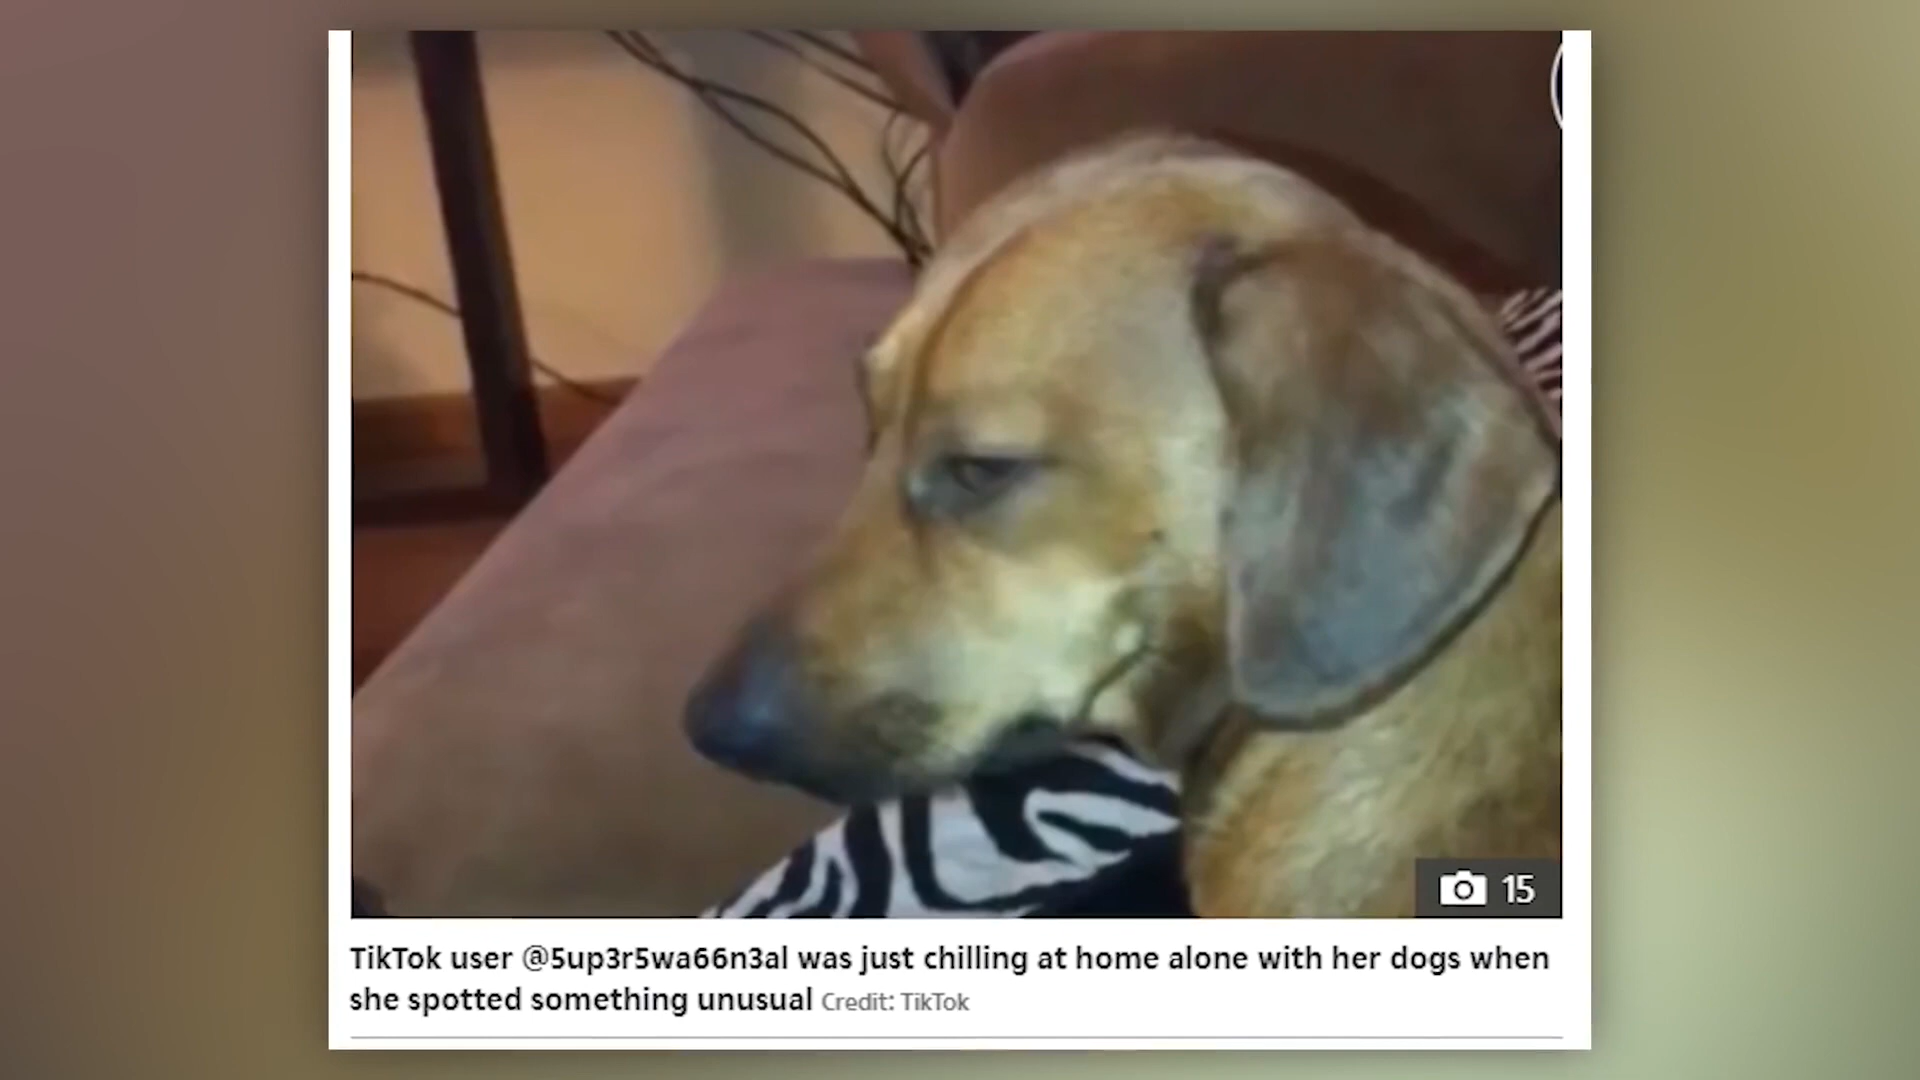 15
TikTok user @5up3r5wa66n3al was just chilling at home alone with her dogs when
she spotted something unusual Credit: TikTok